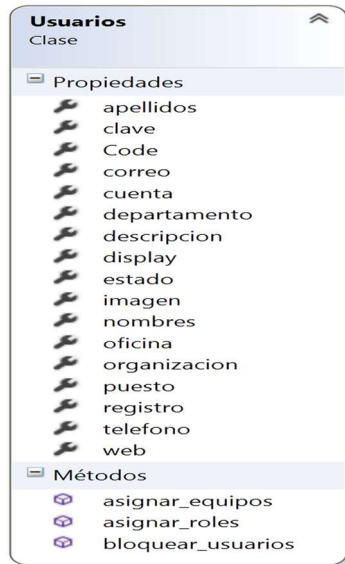 Usuarios
Clase
Propiedades
apellidos
clave
Code
correo
cuenta
departamento
descripcion
display
estado
imagen
nombres
oficina
organizacion
puesto
registro
telefono
web
Métodos
asignar_equipos
asignar_roles
bloquear_usuarios